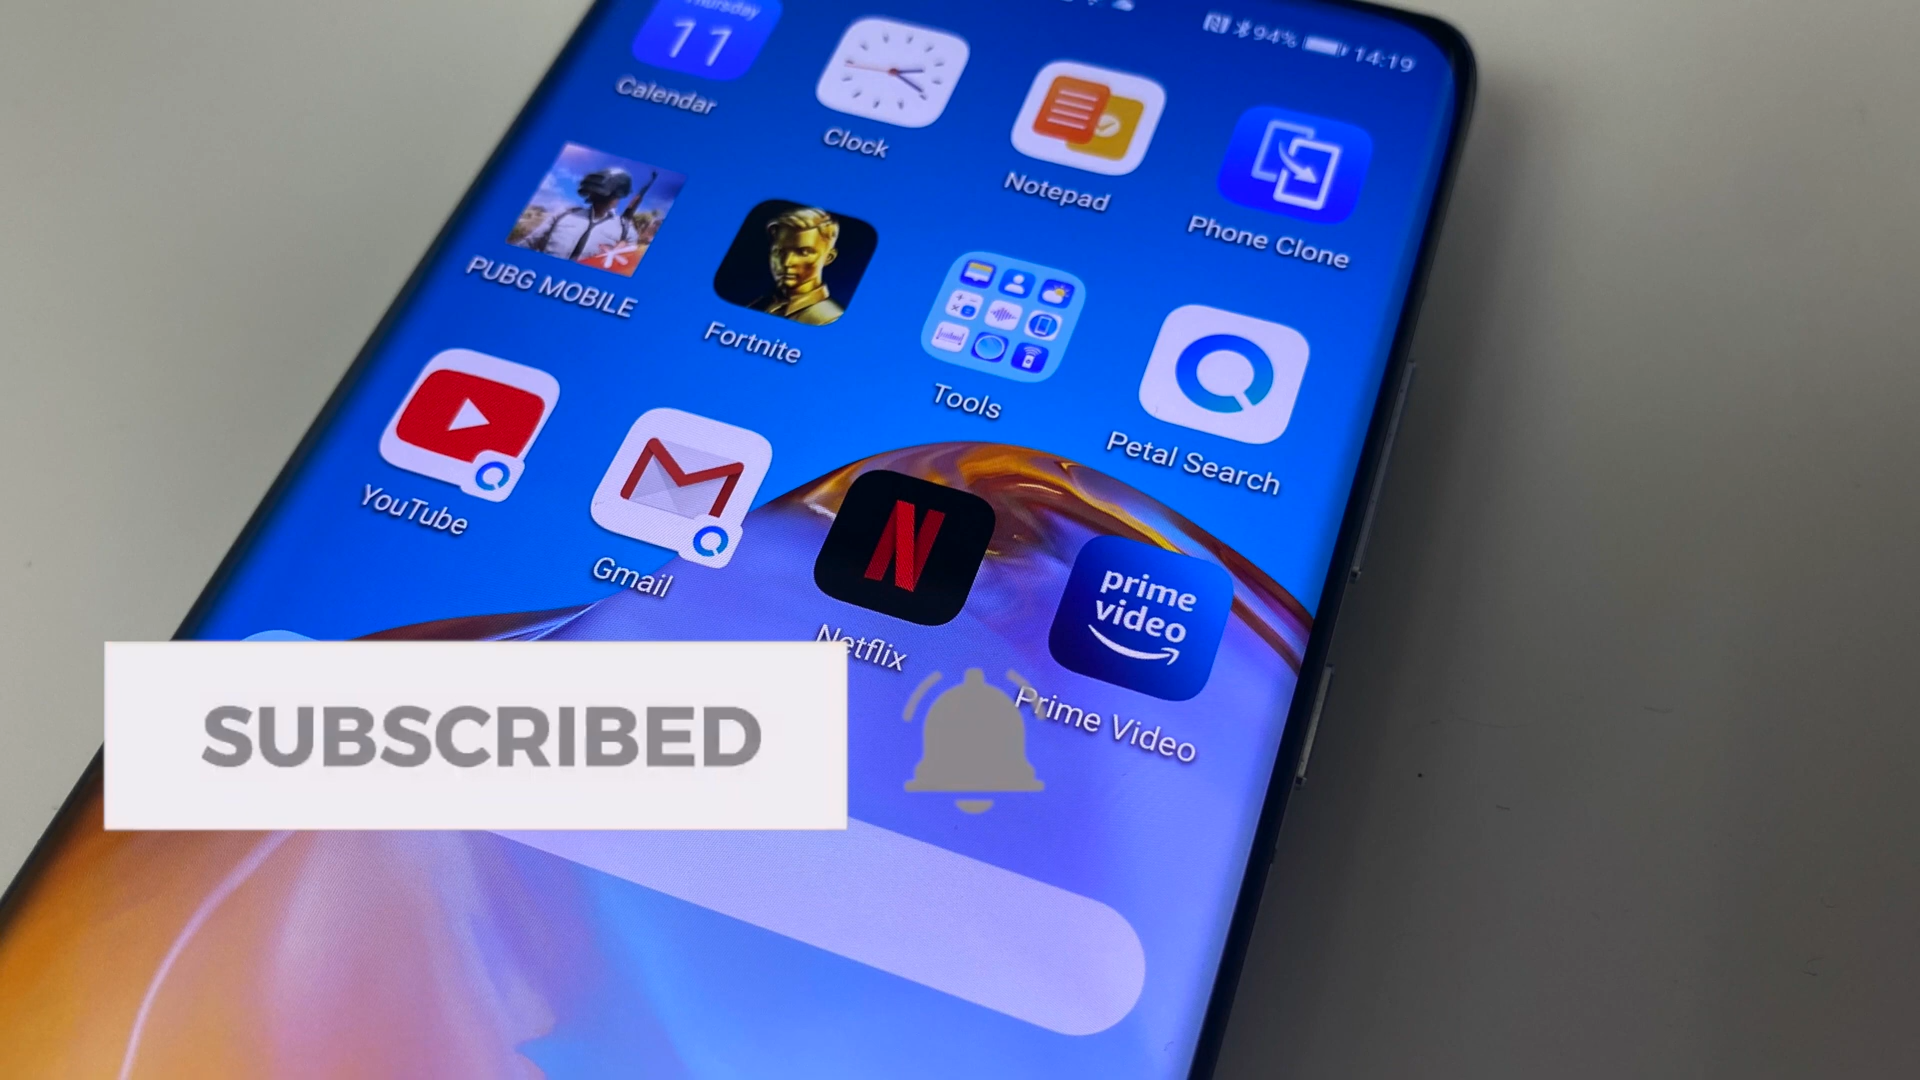 94% 14:19
Thursday
11
Calendar
Clock
Notepad
Phone Clone
PUBG MOBILE
Fortnite
Tools
Petal Search
YouTube
Gmail
N
Netflix
prime
video
Prime Video
SUBSCRIBED